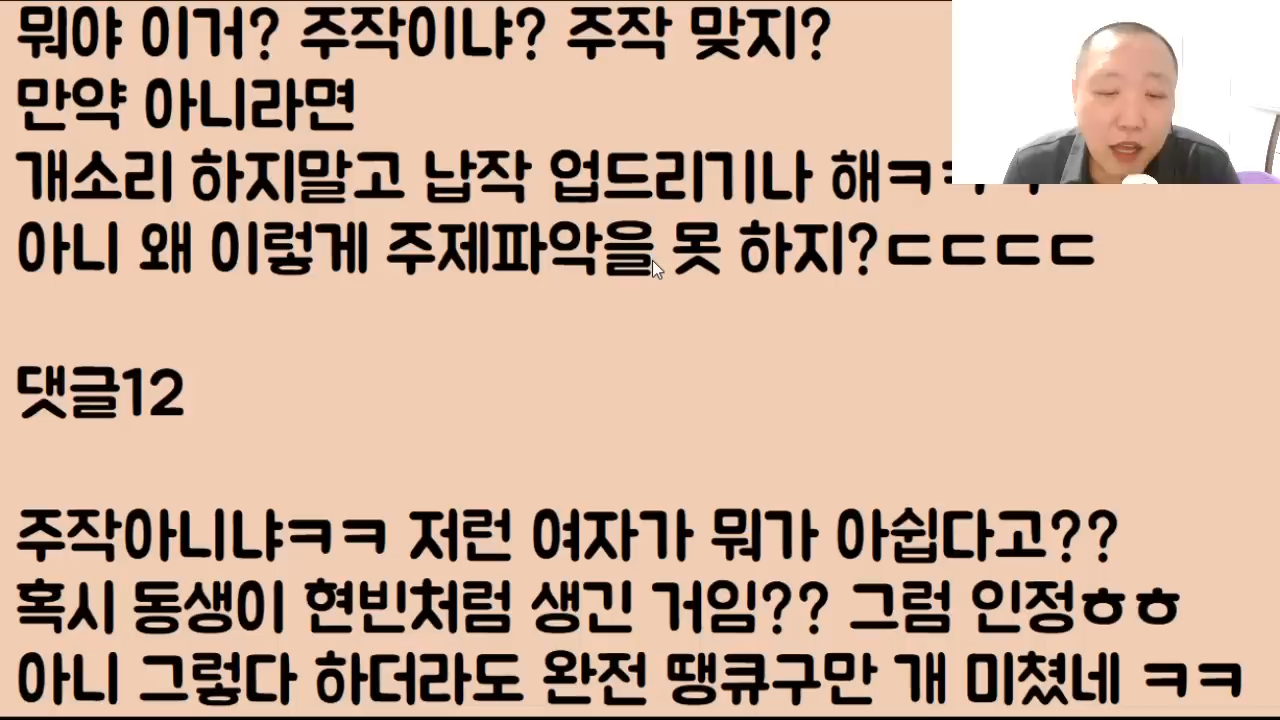 뭐야 이거? 주작이냐? 주작 맞지?
만약 아니라면
개소리 하지말고 납작 업드리기나 해ㅋ
아니 왜 이렇게 주제파악을 못 하지?ㄷㄷㄷㄷ
댓글12
주작아니냐ㅋㅋ 저런 여자가 뭐가 아쉽다고??
혹시 동생이 현빈처럼 생긴 거임?? 그럼 인정ㅎㅎ
아니 그렇다 하더라도 완전 땡큐구만 개 미쳤네 ㅋㅋ